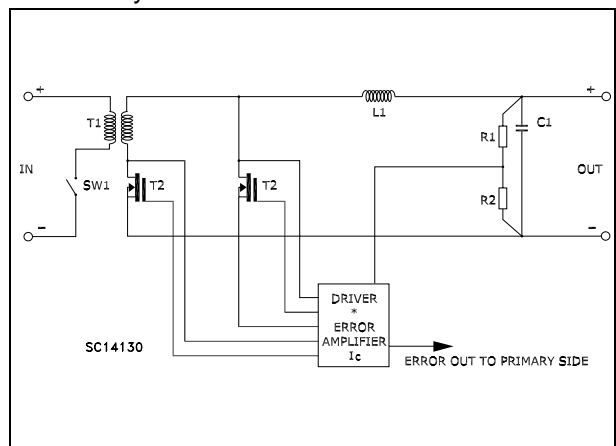 +
+
T1
L1
C1
R1
IN
SW1
T2
T2
OUT
R2
−
−
DRIVER
*
ERROR
AMPLIFIER
Ic
SC14130
ERROR OUT TO PRIMARY SIDE